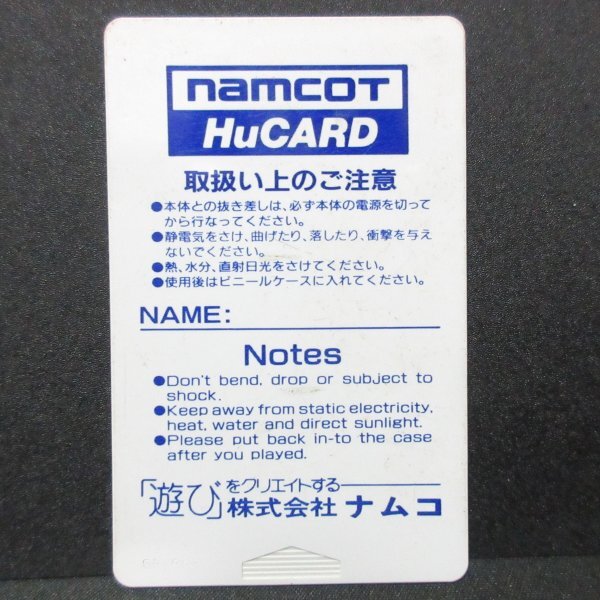 namcoT
HuCARD
取扱い上のご注意
●本体との抜き差しは、必ず本体の電源を切って
から行なってください。
●静電気をさけ、曲げたり、落したり、衝撃を与え
ないでください。
●熱、水分、直射日光をさけてください。
●使用後はビニールケースに入れてください。
NAME:
Notes
●Don't bend, drop or subject to
shock.
●Keep away from static electricity,
heat, water and direct sunlight.
●Please put back in-to the case
after you played.
「遊び」をクリエイトする
株式会社 ナムコ